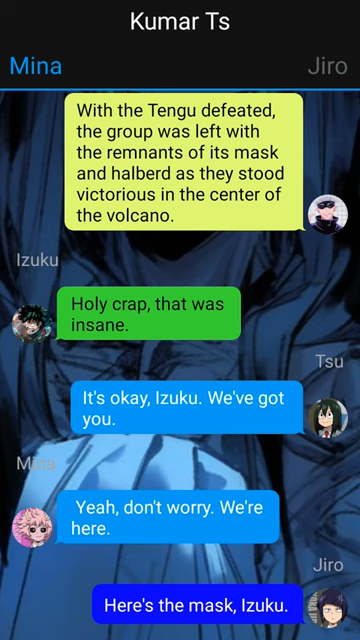 Kumar Ts
Mina
Jiro
With the Tengu defeated,
the group was left with
the remnants of its mask
and halberd as they stood
victorious in the center of
the volcano.
Izuku
Holy crap, that was
insane.
Tsu
It's okay, Izuku. We've got
you.
Mina
Yeah, don't worry. We're
here.
Jiro
Here's the mask, Izuku.